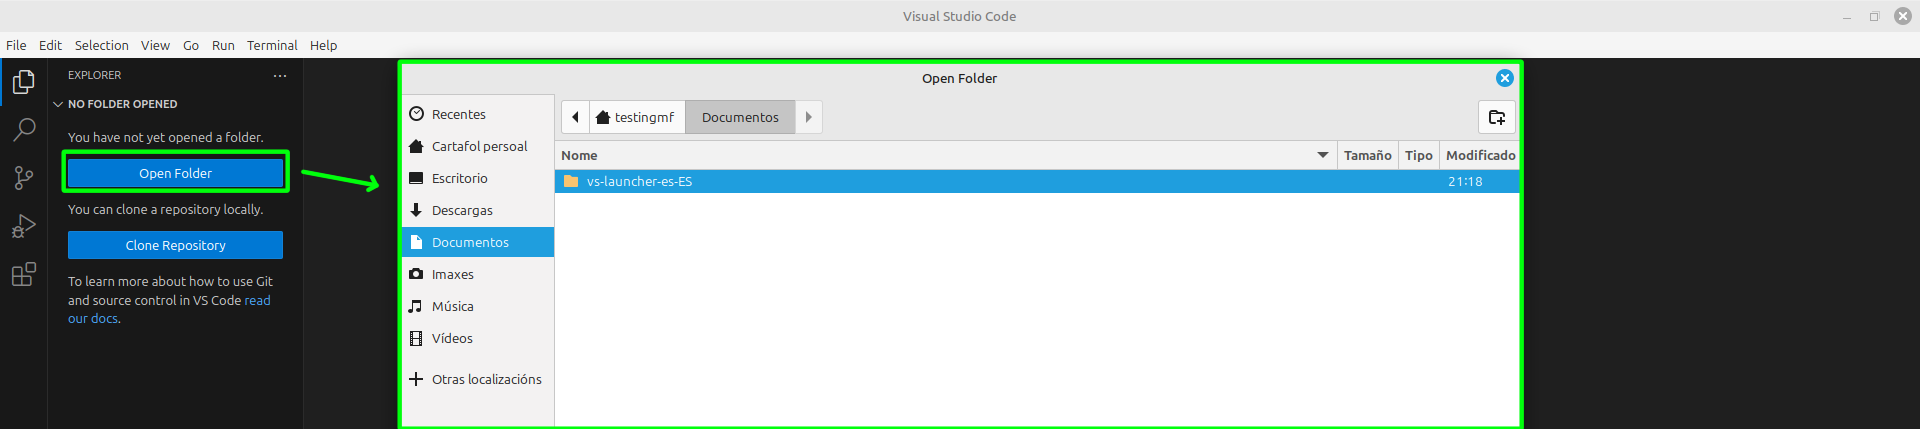 Visual Studio Code
File Edit Selection View Go Run Terminal Help
EXPLORER
NO FOLDER OPENED
You have not yet opened a folder.
Open Folder
You can clone a repository locally.
Clone Repository
To learn more about how to use Git
and source control in VS Code read
our docs.
Open Folder
Recentes
Cartafol persoal
Escritorio
Descargas
Documentos
Imaxes
Música
Vídeos
Otras localizacións
testingmf Documentos
Nome Tamaño Tipo Modificado
vs-launcher-es-ES 21:18